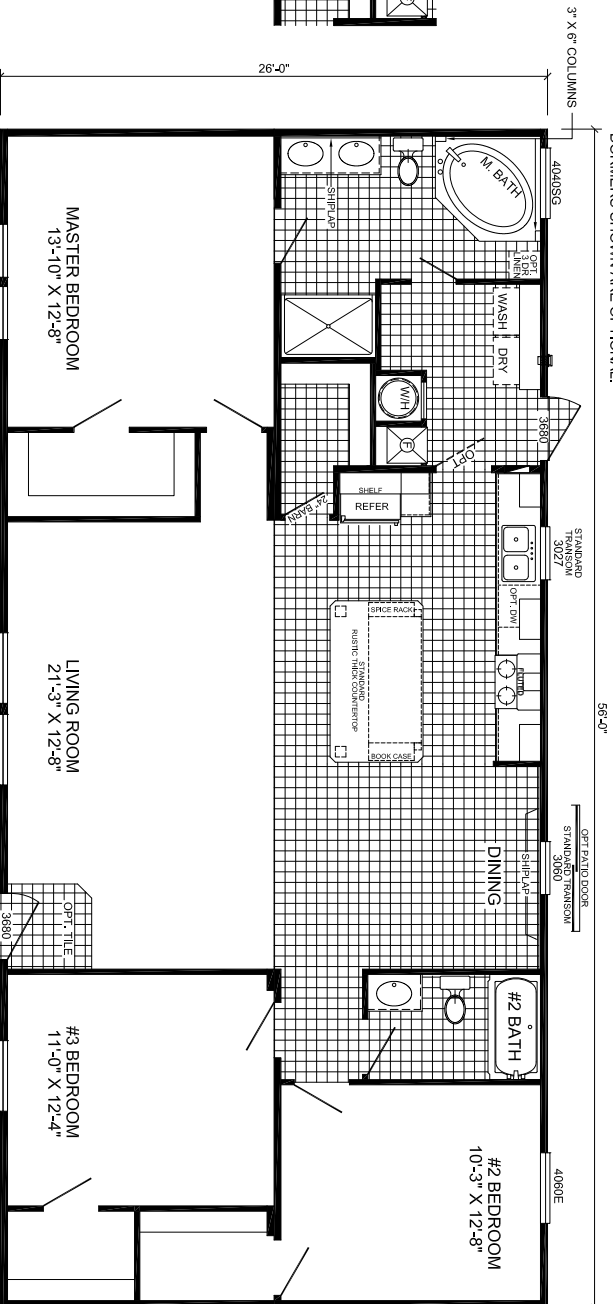 3" X 6" COLUMNS
26'-0"
M. BATH
4040SG
SHIPLAP
OPT.
3 DR
LINEN
MASTER BEDROOM
13'-10" X 12'-8"
WASH
DRY
W/H
F
3680
OPT
SHELF
REFER
24" BARN
STANDARD
TRANSOM
3027
OPT. DW
FLUTED
SPICE RACK
STANDARD
RUSTIC THICK COUNTERTOP
BOOK CASE
LIVING ROOM
21'-3" X 12'-8"
56'-0"
OPT PATIO DOOR
STANDARD TRANSOM
3060
SHIPLAP
DINING
OPT. TILE
3680
#2 BATH
#3 BEDROOM
11'-0" X 12'-4"
#2 BEDROOM
10'-3" X 12'-8"
4060E